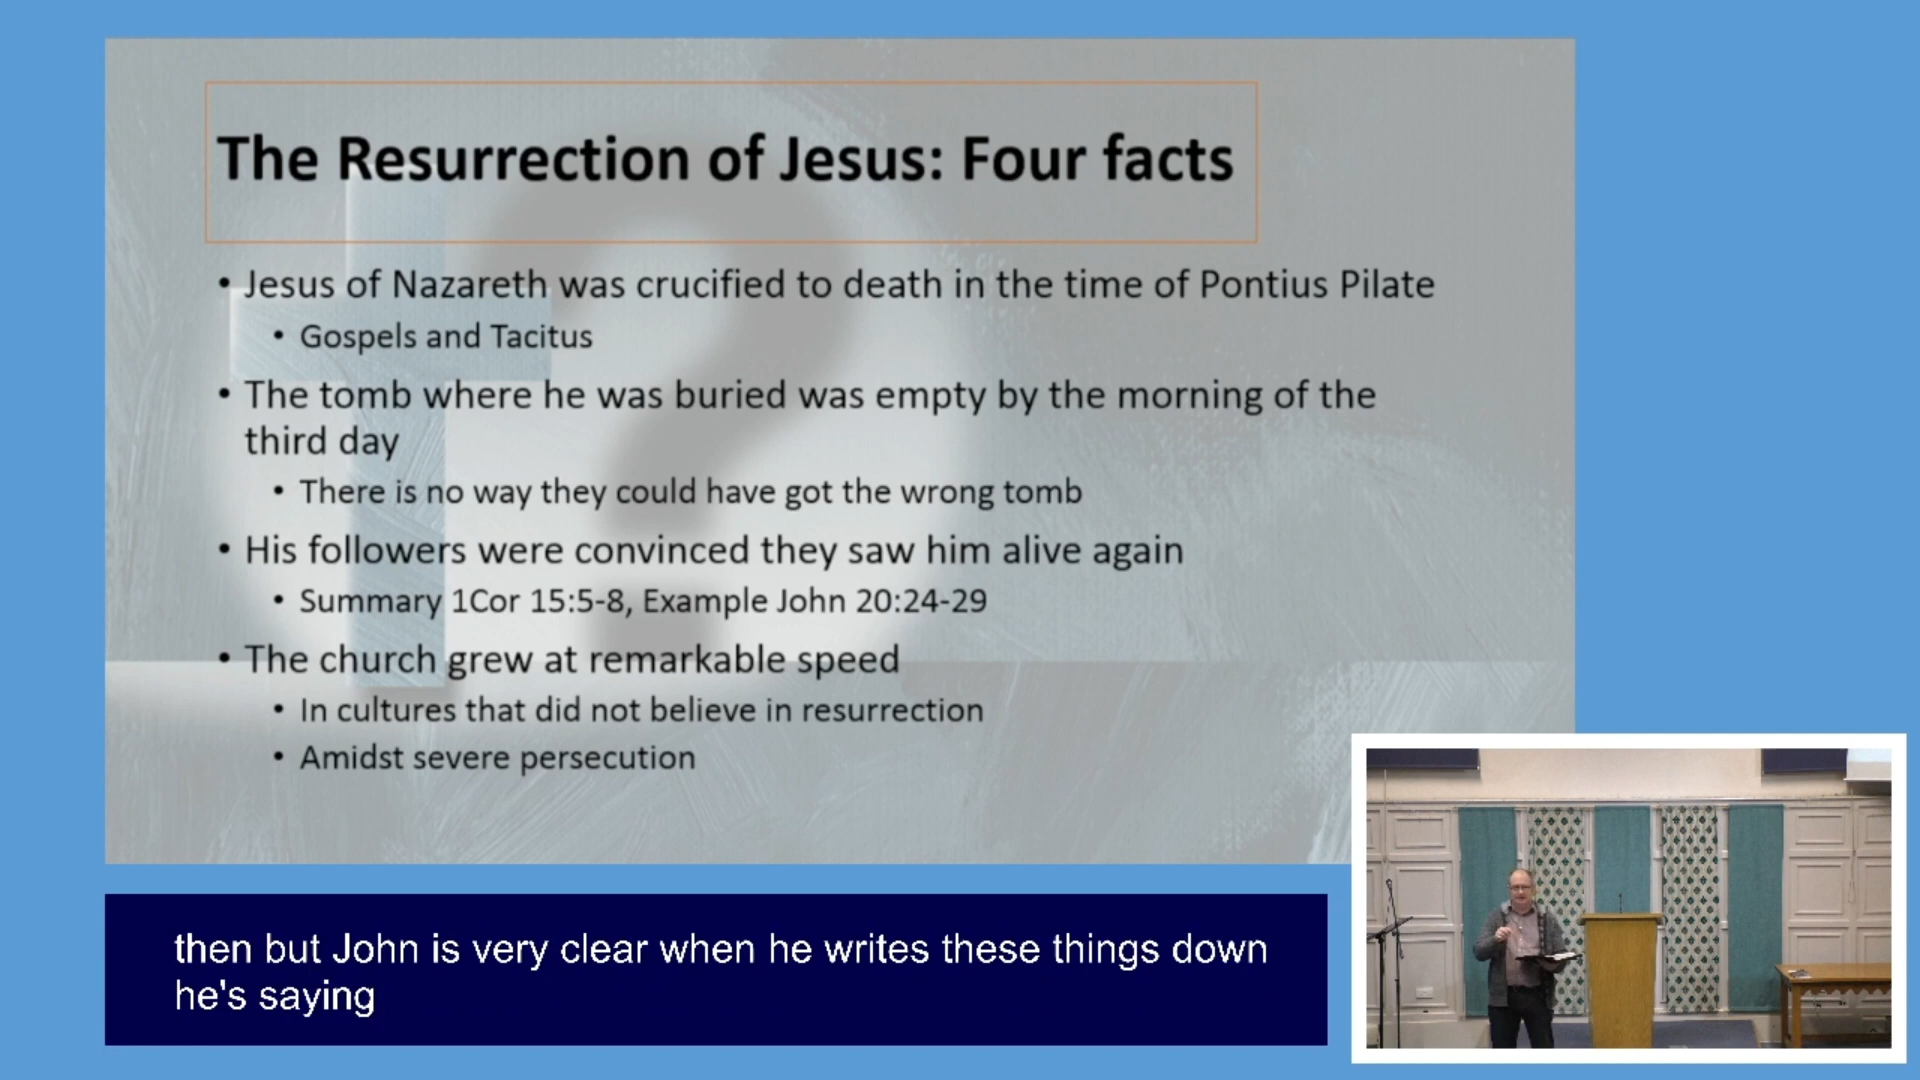 The Resurrection of Jesus: Four facts
• Jesus of Nazareth was crucified to death in the time of Pontius Pilate
• Gospels and Tacitus
• The tomb where he was buried was empty by the morning of the
third day
• There is no way they could have got the wrong tomb
• His followers were convinced they saw him alive again
• Summary 1Cor 15:5-8, Example John 20:24-29
• The church grew at remarkable speed
• In cultures that did not believe in resurrection
• Amidst severe persecution
then but John is very clear when he writes these things down
he's saying